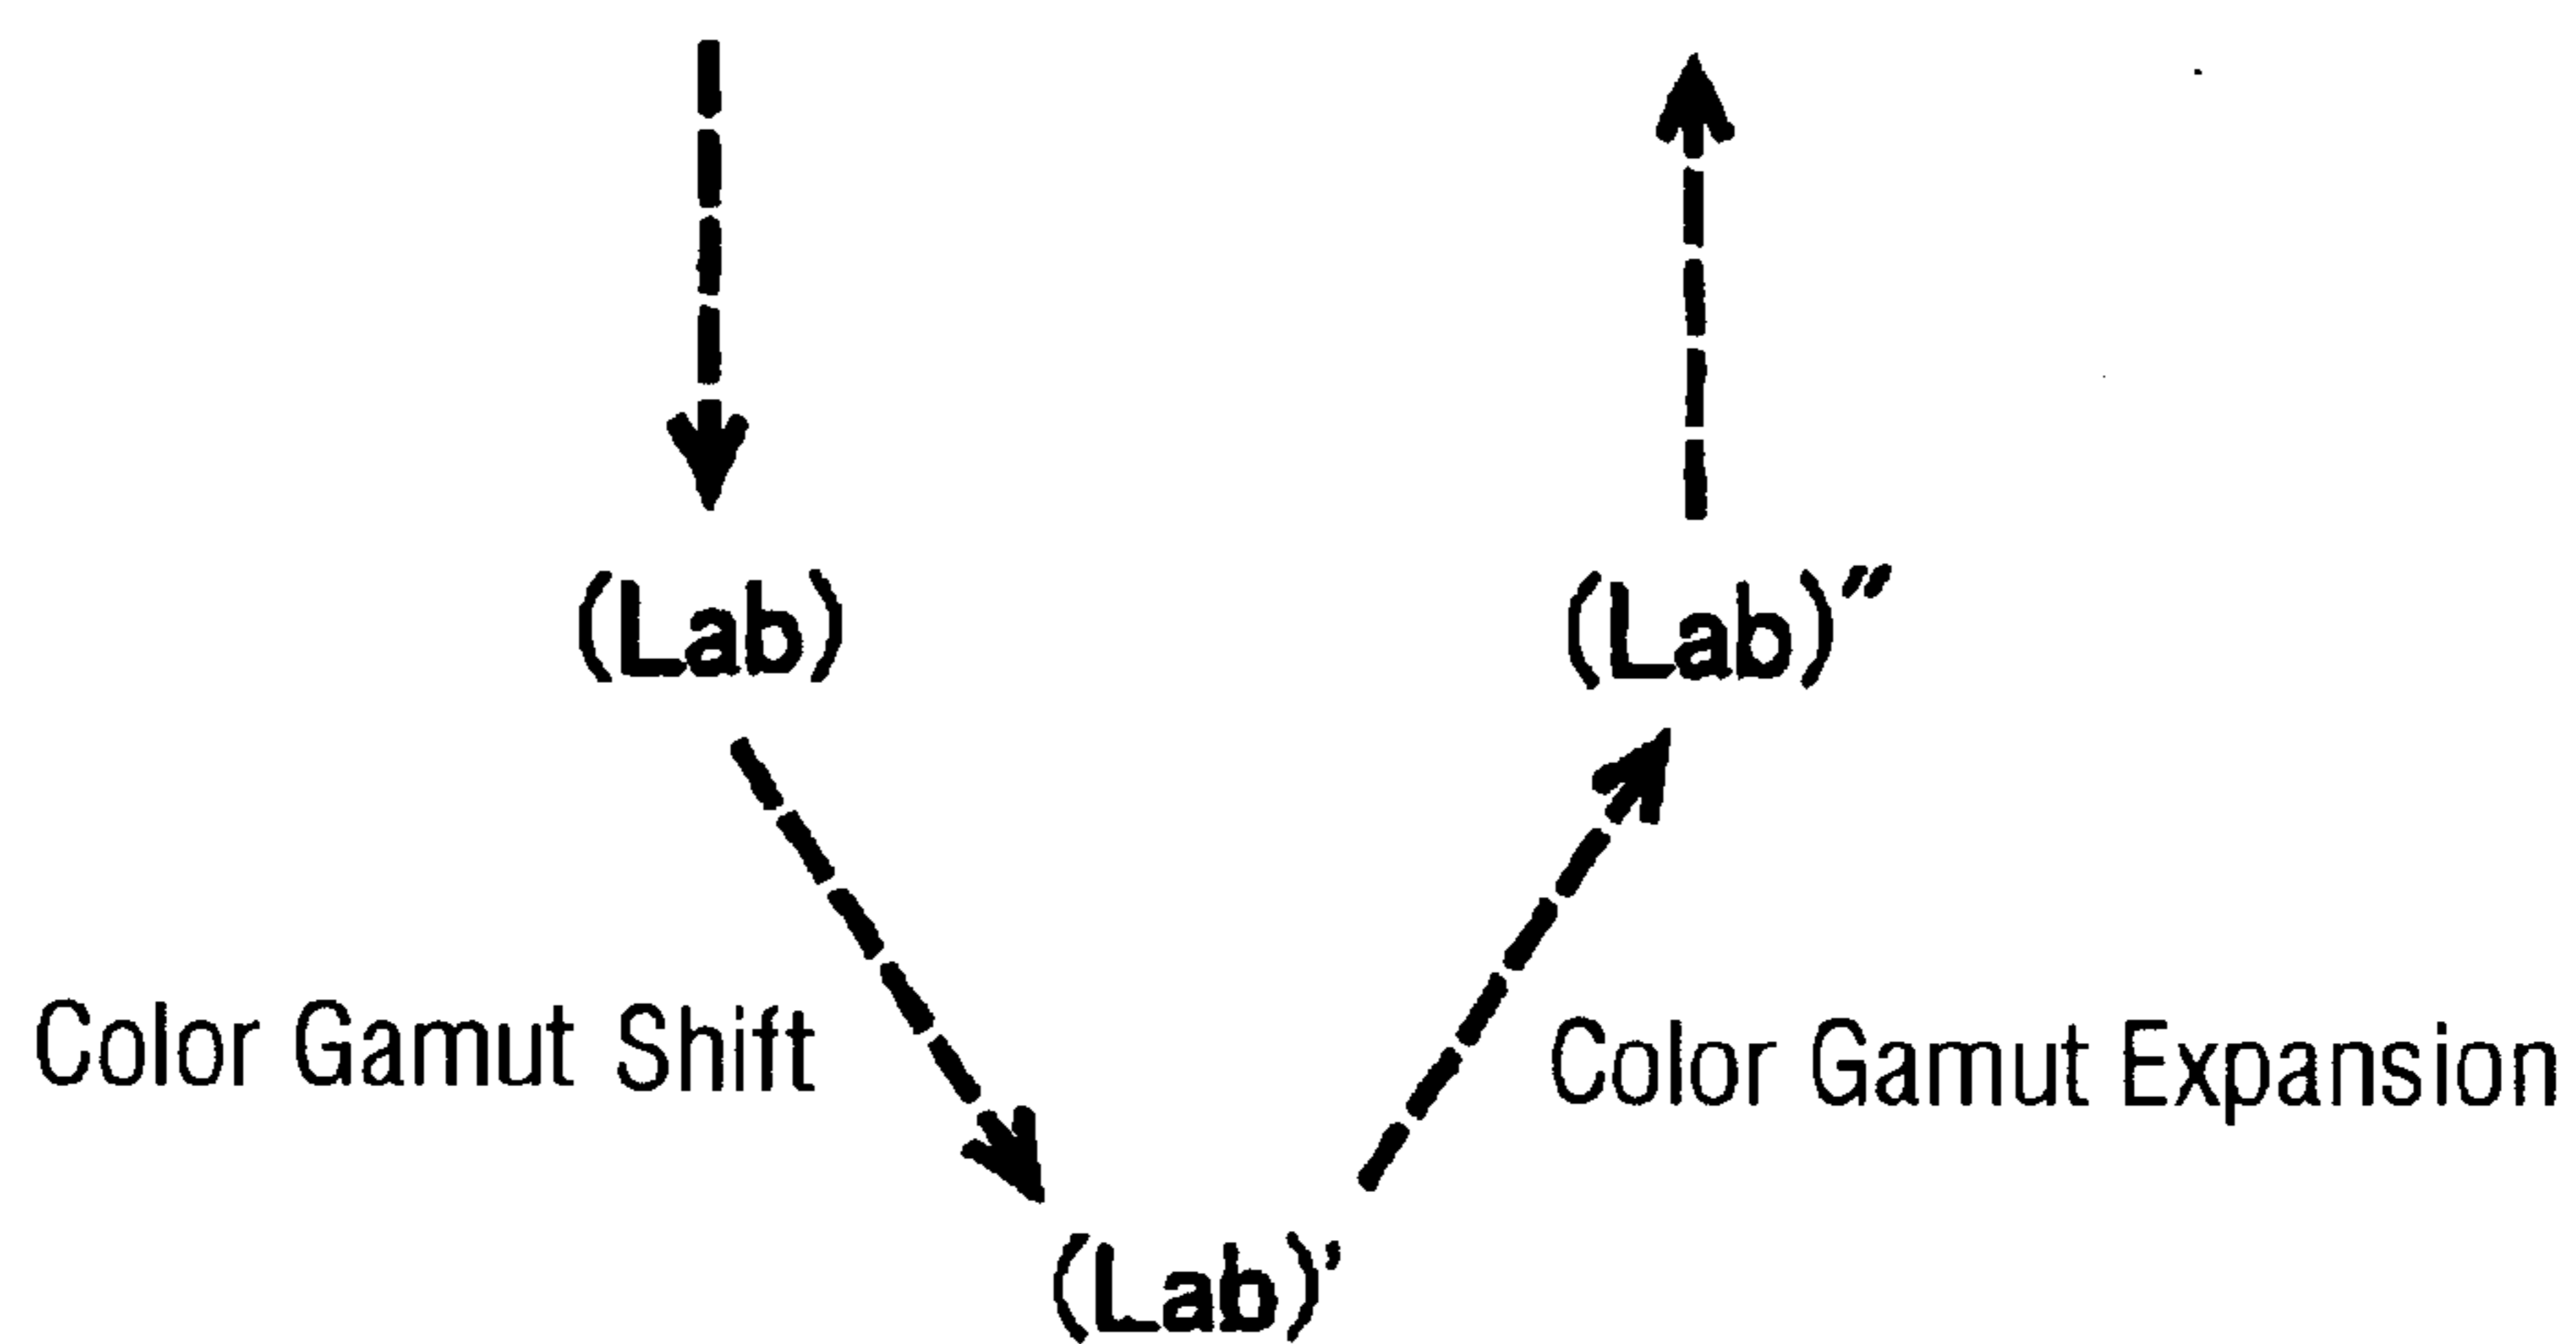 (Lab)
(Lab)″
Color Gamut Shift
Color Gamut Expansion
(Lab)’